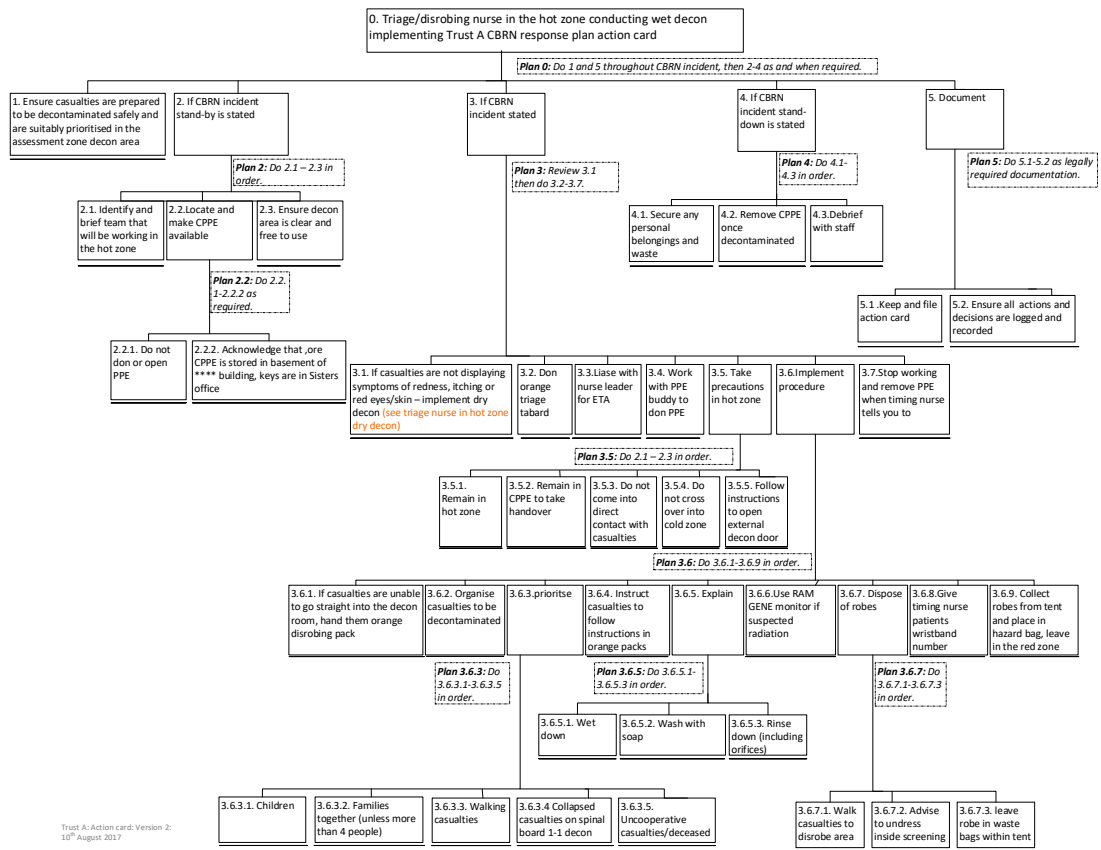 0. Triage/disrobing nurse in the hot zone conducting wet decon
implementing Trust A CBRN response plan action card
Plan 0: Do 1 and 5 throughout CBRN incident, then 2-4 as and when required.
1. Ensure casualties are prepared
to be decontaminated safely and
are suitably prioritised in the
assessment zone decon area
2. If CBRN incident
stand-by is stated
3. If CBRN
incident stated
4. If CBRN
incident stand-
down is stated
5. Document
Plan 2: Do 2.1 – 2.3 in
order.
Plan 3: Review 3.1
then do 3.2-3.7.
Plan 4: Do 4.1-
4.3 in order.
Plan 5: Do 5.1-5.2 as legally
required documentation.
2.1. Identify and
brief team that
will be working in
the hot zone
2.2.Locate and
make CPPE
available
2.3. Ensure decon
area is clear and
free to use
4.1. Secure any
personal
belongings and
waste
4.2. Remove CPPE
once
decontaminated
4.3.Debrief
with staff
Plan 2.2: Do 2.2.
1-2.2.2 as
required.
5.1 .Keep and file
action card
5.2. Ensure all actions and
decisions are logged and
recorded
2.2.1. Do not
don or open
PPE
2.2.2. Acknowledge that ,ore
CPPE is stored in basement of
**** building, keys are in Sisters
office
3.1. If casualties are not displaying
symptoms of redness, itching or
red eyes/skin – implement dry
decon (see triage nurse in hot zone
dry decon)
3.2. Don
orange
triage
tabard
3.3.Liase with
nurse leader
for ETA
3.4. Work
with PPE
buddy to
don PPE
3.5. Take
precautions
in hot zone
3.6.Implement
procedure
3.7.Stop working
and remove PPE
when timing nurse
tells you to
Plan 3.5: Do 2.1 – 2.3 in order.
3.5.1.
Remain in
hot zone
3.5.2. Remain in
CPPE to take
handover
3.5.3. Do not
come into
direct
contact with
casualties
3.5.4. Do
not cross
over into
cold zone
3.5.5. Follow
instructions
to open
external
decon door
Plan 3.6: Do 3.6.1-3.6.9 in order.
3.6.1. If casualties are unable
to go straight into the decon
room, hand them orange
disrobing pack
3.6.2. Organise
casualties to be
decontaminated
3.6.3.prioritse
3.6.4. Instruct
casualties to
follow
instructions in
orange packs
3.6.5. Explain
3.6.6.Use RAM
GENE monitor if
suspected
radiation
3.6.7. Dispose
of robes
3.6.8.Give
timing nurse
patients
wristband
number
3.6.9. Collect
robes from tent
and place in
hazard bag, leave
in the red zone
Plan 3.6.3: Do
3.6.3.1-3.6.3.5
in order.
Plan 3.6.5: Do 3.6.5.1-
3.6.5.3 in order.
Plan 3.6.7: Do
3.6.7.1-3.6.7.3
in order.
3.6.5.1. Wet
down
3.6.5.2. Wash with
soap
3.6.5.3. Rinse
down (including
orifices)
3.6.3.1. Children
3.6.3.2. Families
together (unless more
than 4 people)
3.6.3.3. Walking
casualties
3.6.3.4 Collapsed
casualties on spinal
board 1-1 decon
3.6.3.5.
Uncooperative
casualties/deceased
3.6.7.1. Walk
casualties to
disrobe area
3.6.7.2. Advise
to undress
inside screening
3.6.7.3. leave
robe in waste
bags within tent
Trust A: Action card: Version 2:
10th August 2017